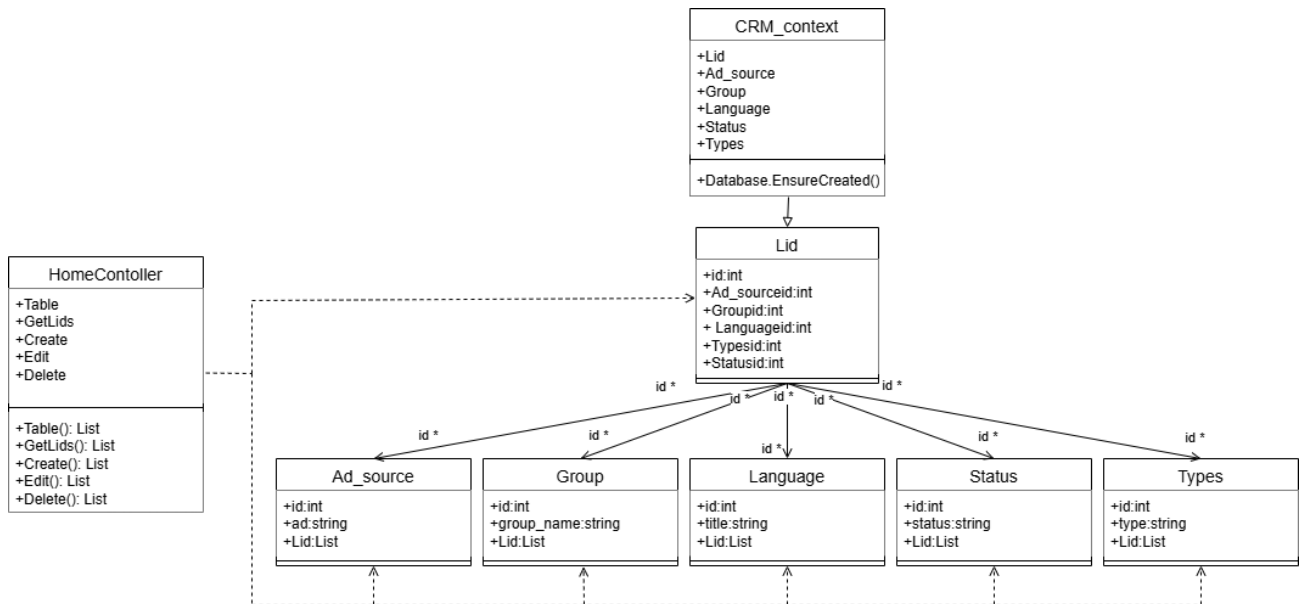 CRM_context
+Lid
+Ad_source
+Group
+Language
+Status
+Types
+Database.EnsureCreated()
HomeContoller
+Table
+GetLids
+Create
+Edit
+Delete
+Table(): List
+GetLids(): List
+Create(): List
+Edit(): List
+Delete(): List
Lid
+id:int
+Ad_sourceid:int
+Groupid:int
+ Languageid:int
+Typesid:int
+Statusid:int
id *
id *
id *
id *
id *
id *
id *
id *
id *
id *
Ad_source
+id:int
+ad:string
+Lid:List
Group
+id:int
+group_name:string
+Lid:List
Language
+id:int
+title:string
+Lid:List
Status
+id:int
+status:string
+Lid:List
Types
+id:int
+type:string
+Lid:List